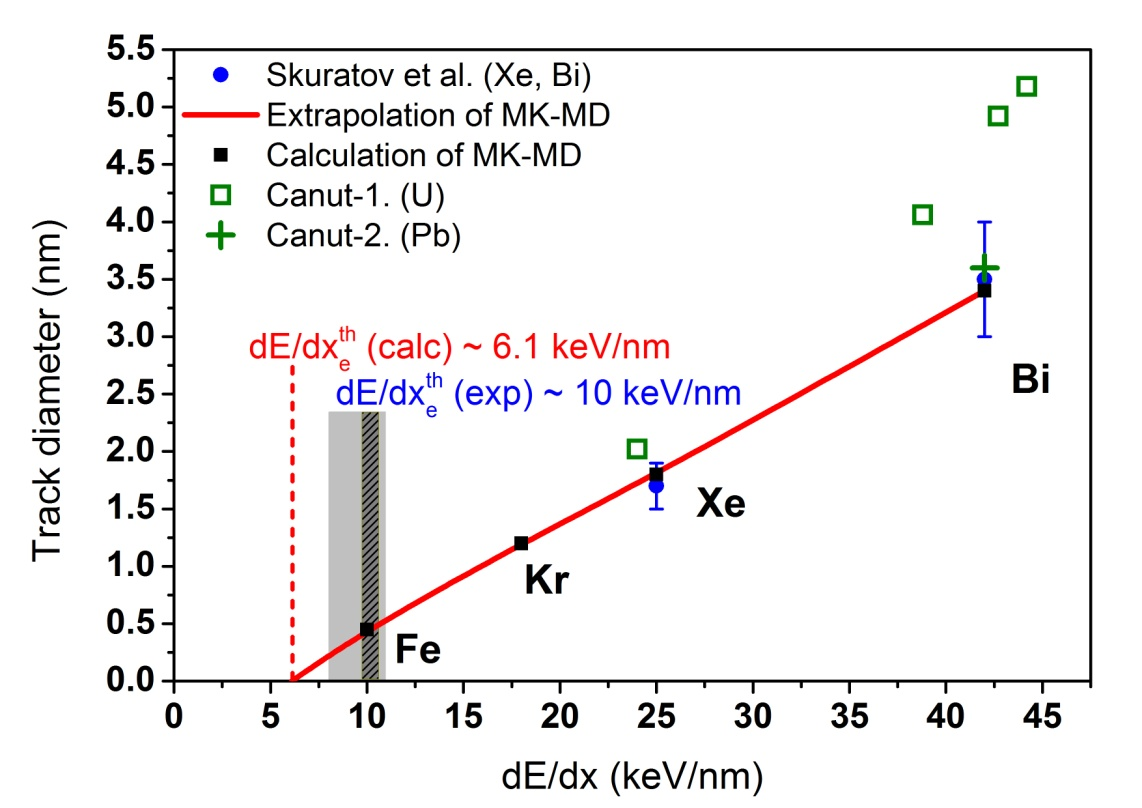 5.5
5.0
4.5
4.0
3.5
3.0
2.5
2.0
1.5
1.0
0.5
0.0
Track diameter (nm)
Skuratov et al. (Xe, Bi)
Extrapolation of MK-MD
Calculation of MK-MD
Canut-1. (U)
Canut-2. (Pb)
dE/dx_e^th (calc) ~ 6.1 keV/nm
dE/dx_e^th (exp) ~ 10 keV/nm
Bi
Xe
Kr
Fe
0 5 10 15 20 25 30 35 40 45
dE/dx (keV/nm)